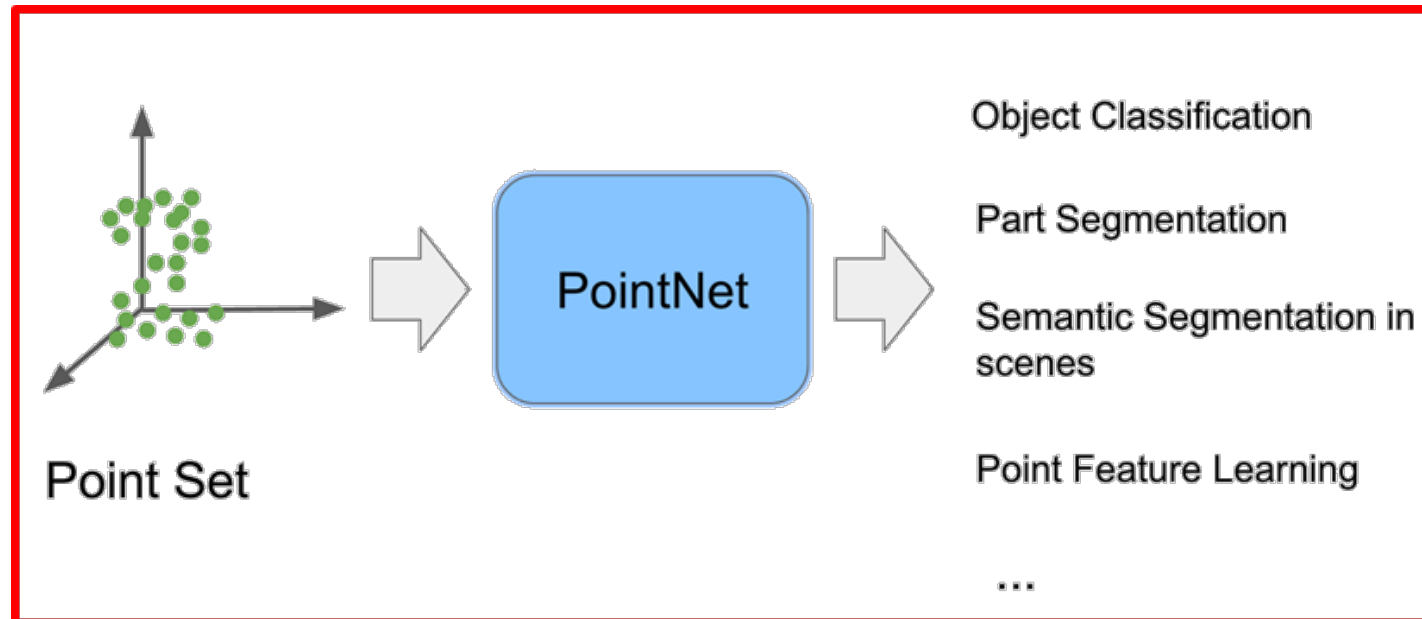 Object Classification
Part Segmentation
PointNet
Semantic Segmentation in
scenes
Point Set
Point Feature Learning
...